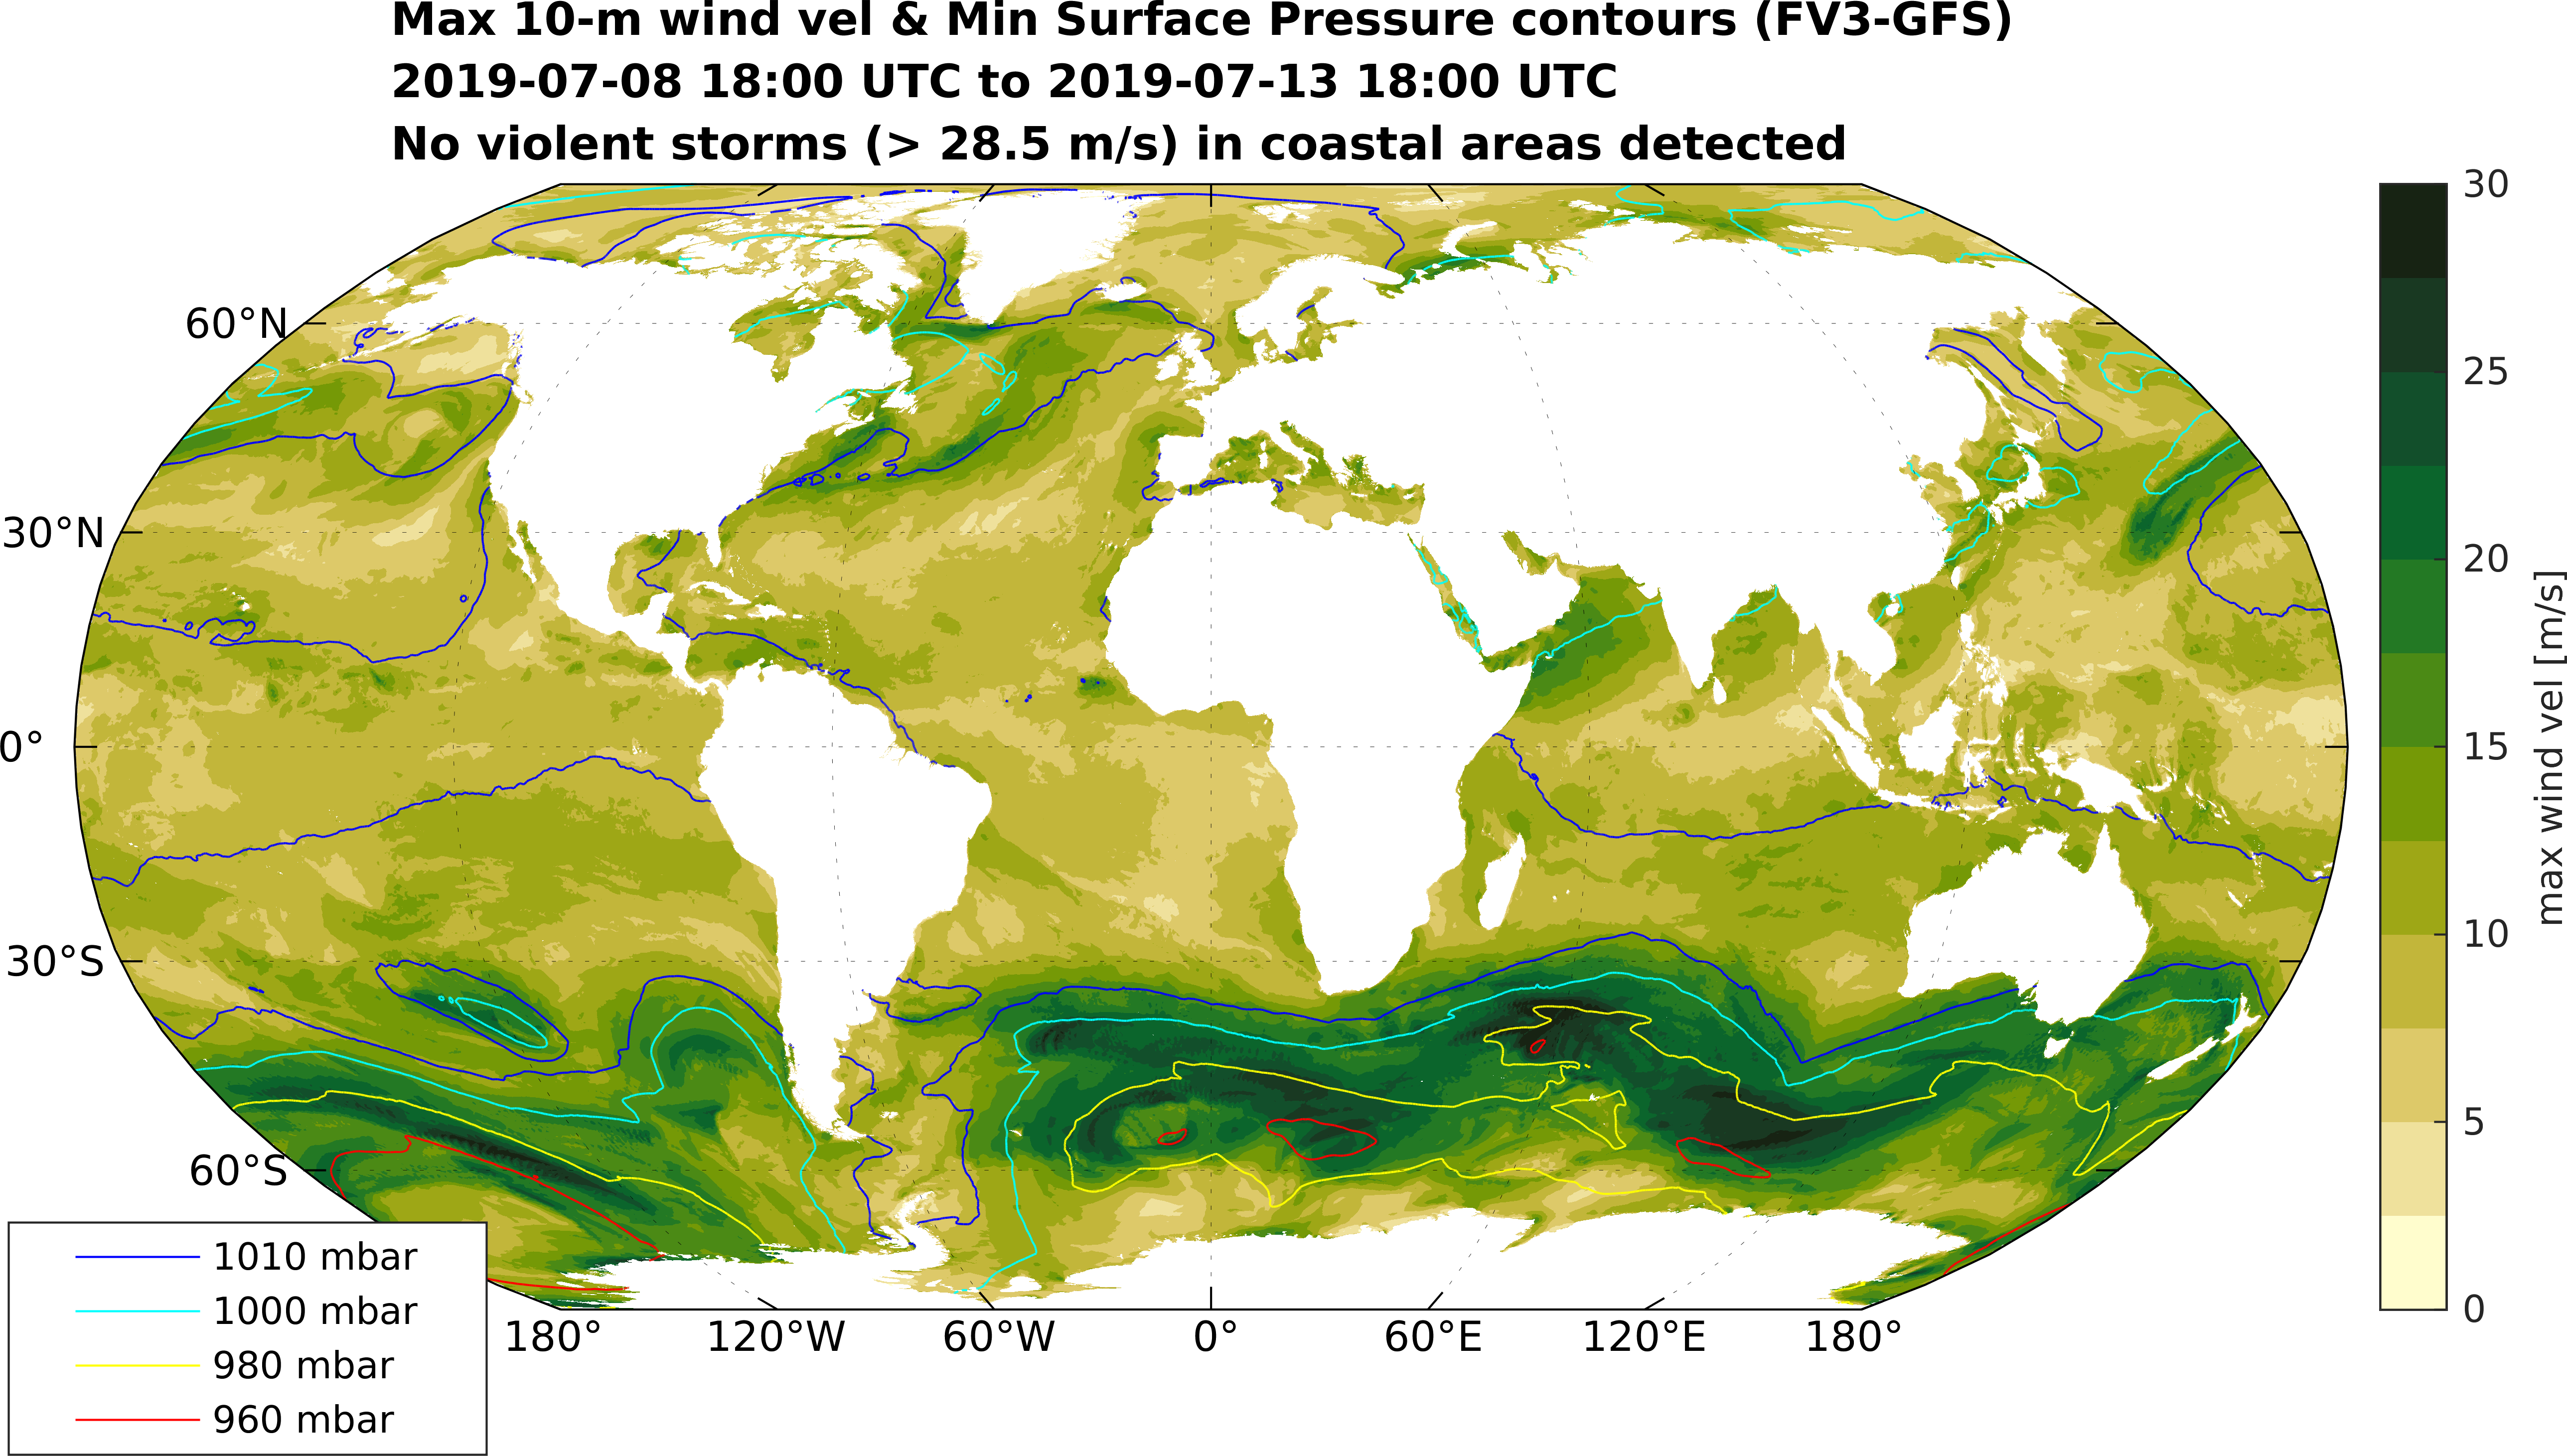 Max 10-m wind vel & Min Surface Pressure contours (FV3-GFS)
2019-07-08 18:00 UTC to 2019-07-13 18:00 UTC
No violent storms (> 28.5 m/s) in coastal areas detected
60°N
30°N
0°
30°S
60°S
180°
120°W
60°W
0°
60°E
120°E
180°
1010 mbar
1000 mbar
980 mbar
960 mbar
30
25
20
15
10
5
0
max wind vel [m/s]